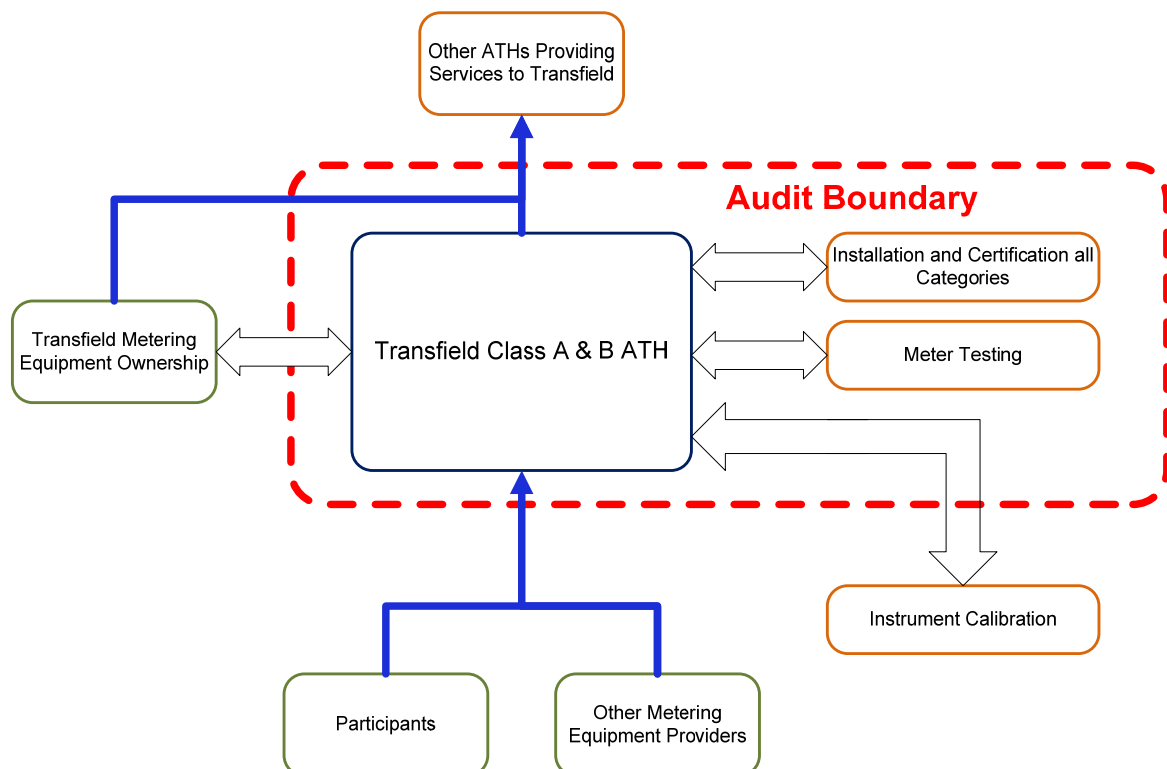 Other ATHs Providing
Services to Transfield
Audit Boundary
Installation and Certification all
Categories
Transfield Metering
Equipment Ownership
Transfield Class A & B ATH
Meter Testing
Instrument Calibration
Participants
Other Metering
Equipment Providers